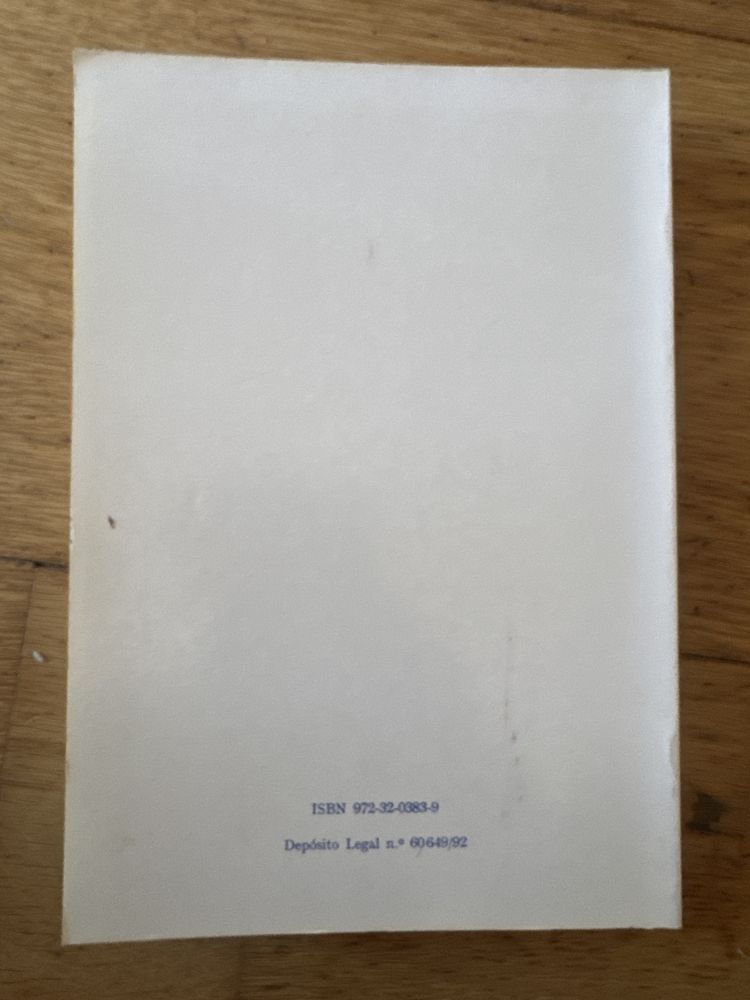 ISBN 972-32-0383-9
Depósito Legal n.º 60649/92